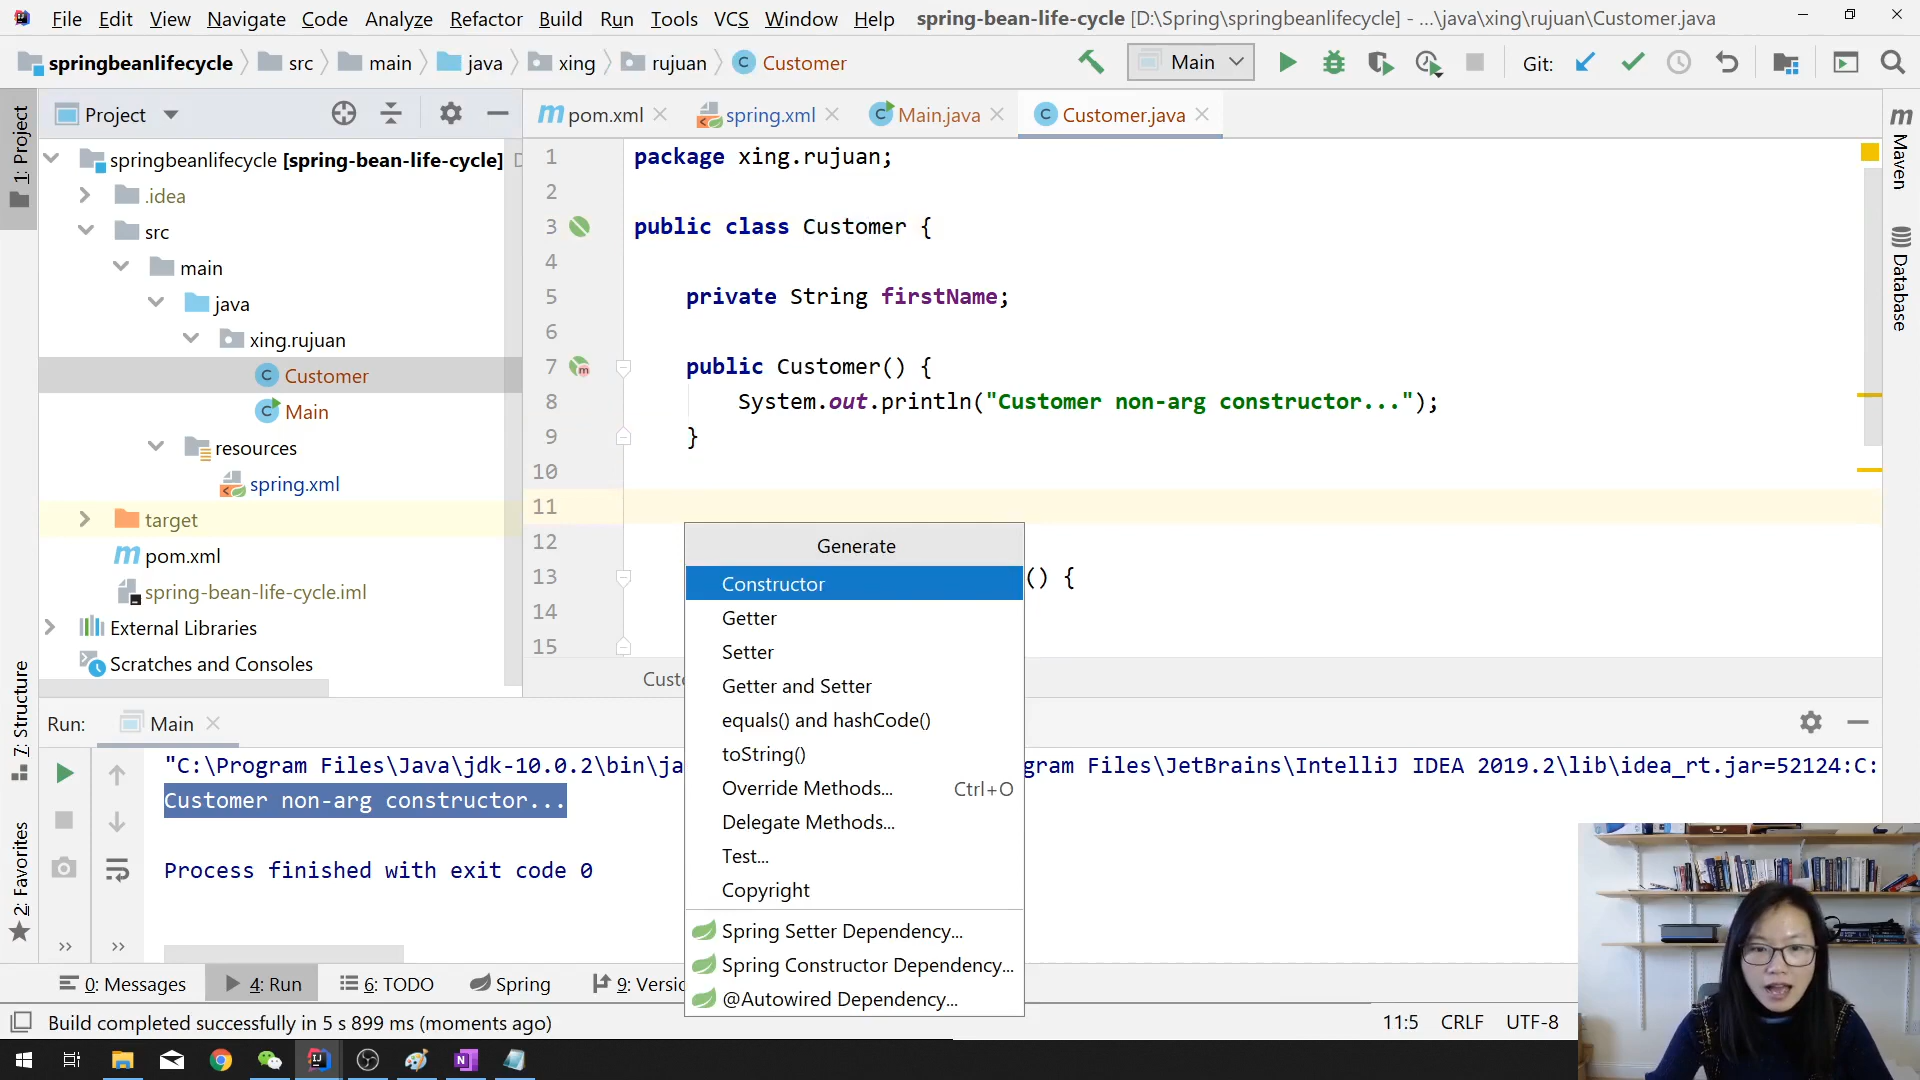 File Edit View Navigate Code Analyze Refactor Build Run Tools VCS Window Help spring-bean-life-cycle [D:\Spring\springbeanlifecycle] - ...\java\xing\rujuan\Customer.java
springbeanlifecycle src main java xing rujuan Customer Main Git:
Project
pom.xml spring.xml Main.java Customer.java
springbeanlifecycle [spring-bean-life-cycle]
.idea
src
main
java
xing.rujuan
Customer
Main
resources
spring.xml
target
pom.xml
spring-bean-life-cycle.iml
External Libraries
Scratches and Consoles
1: Project
7: Structure
2: Favorites
Maven
Database
1 package xing.rujuan;
2
3 public class Customer {
4
5 private String firstName;
6
7 public Customer() {
8 System.out.println("Customer non-arg constructor...");
9 }
10
11
12
13 () {
14
15
Generate
Constructor
Getter
Setter
Getter and Setter
equals() and hashCode()
toString()
Override Methods... Ctrl+O
Delegate Methods...
Test...
Copyright
Spring Setter Dependency...
Spring Constructor Dependency...
@Autowired Dependency...
Run: Main
"C:\Program Files\Java\jdk-10.0.2\bin\ja gram Files\JetBrains\IntelliJ IDEA 2019.2\lib\idea_rt.jar=52124:C:
Customer non-arg constructor...
Process finished with exit code 0
0: Messages 4: Run 6: TODO Spring 9: Versio
Build completed successfully in 5 s 899 ms (moments ago) 11:5 CRLF UTF-8